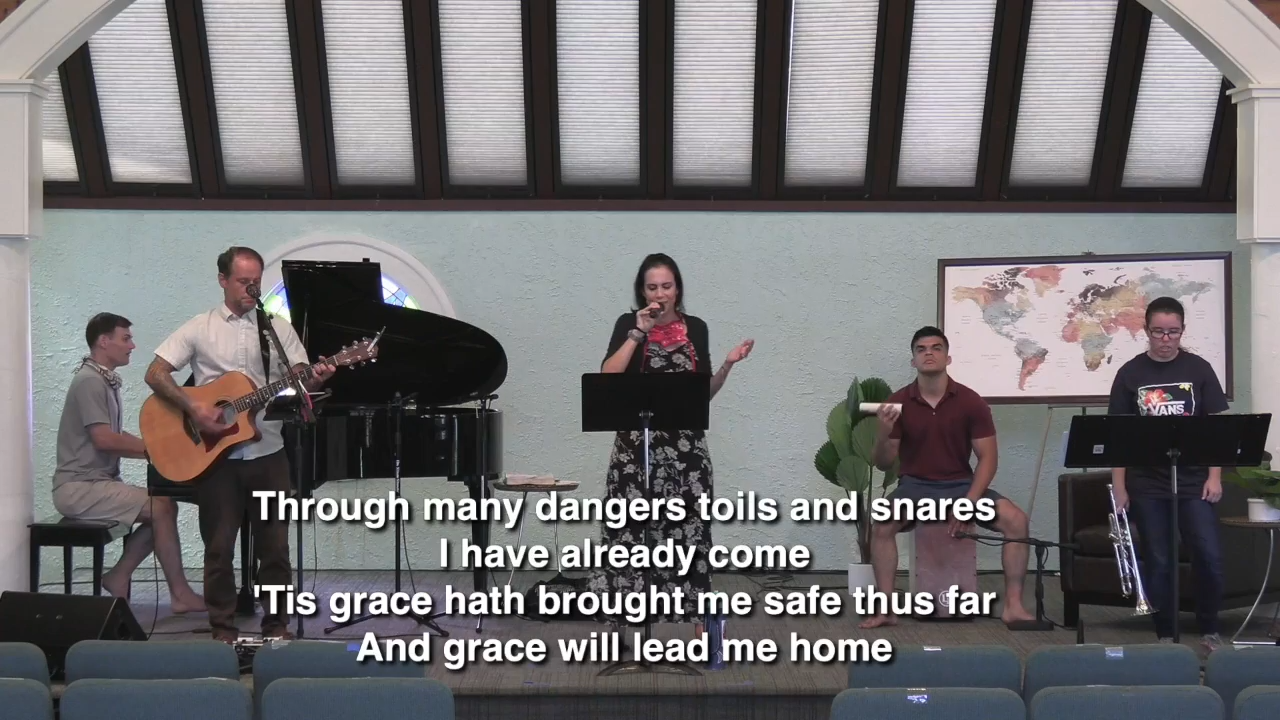 Through many dangers toils and snares
I have already come
'Tis grace hath brought me safe thus far
And grace will lead me home
VANS